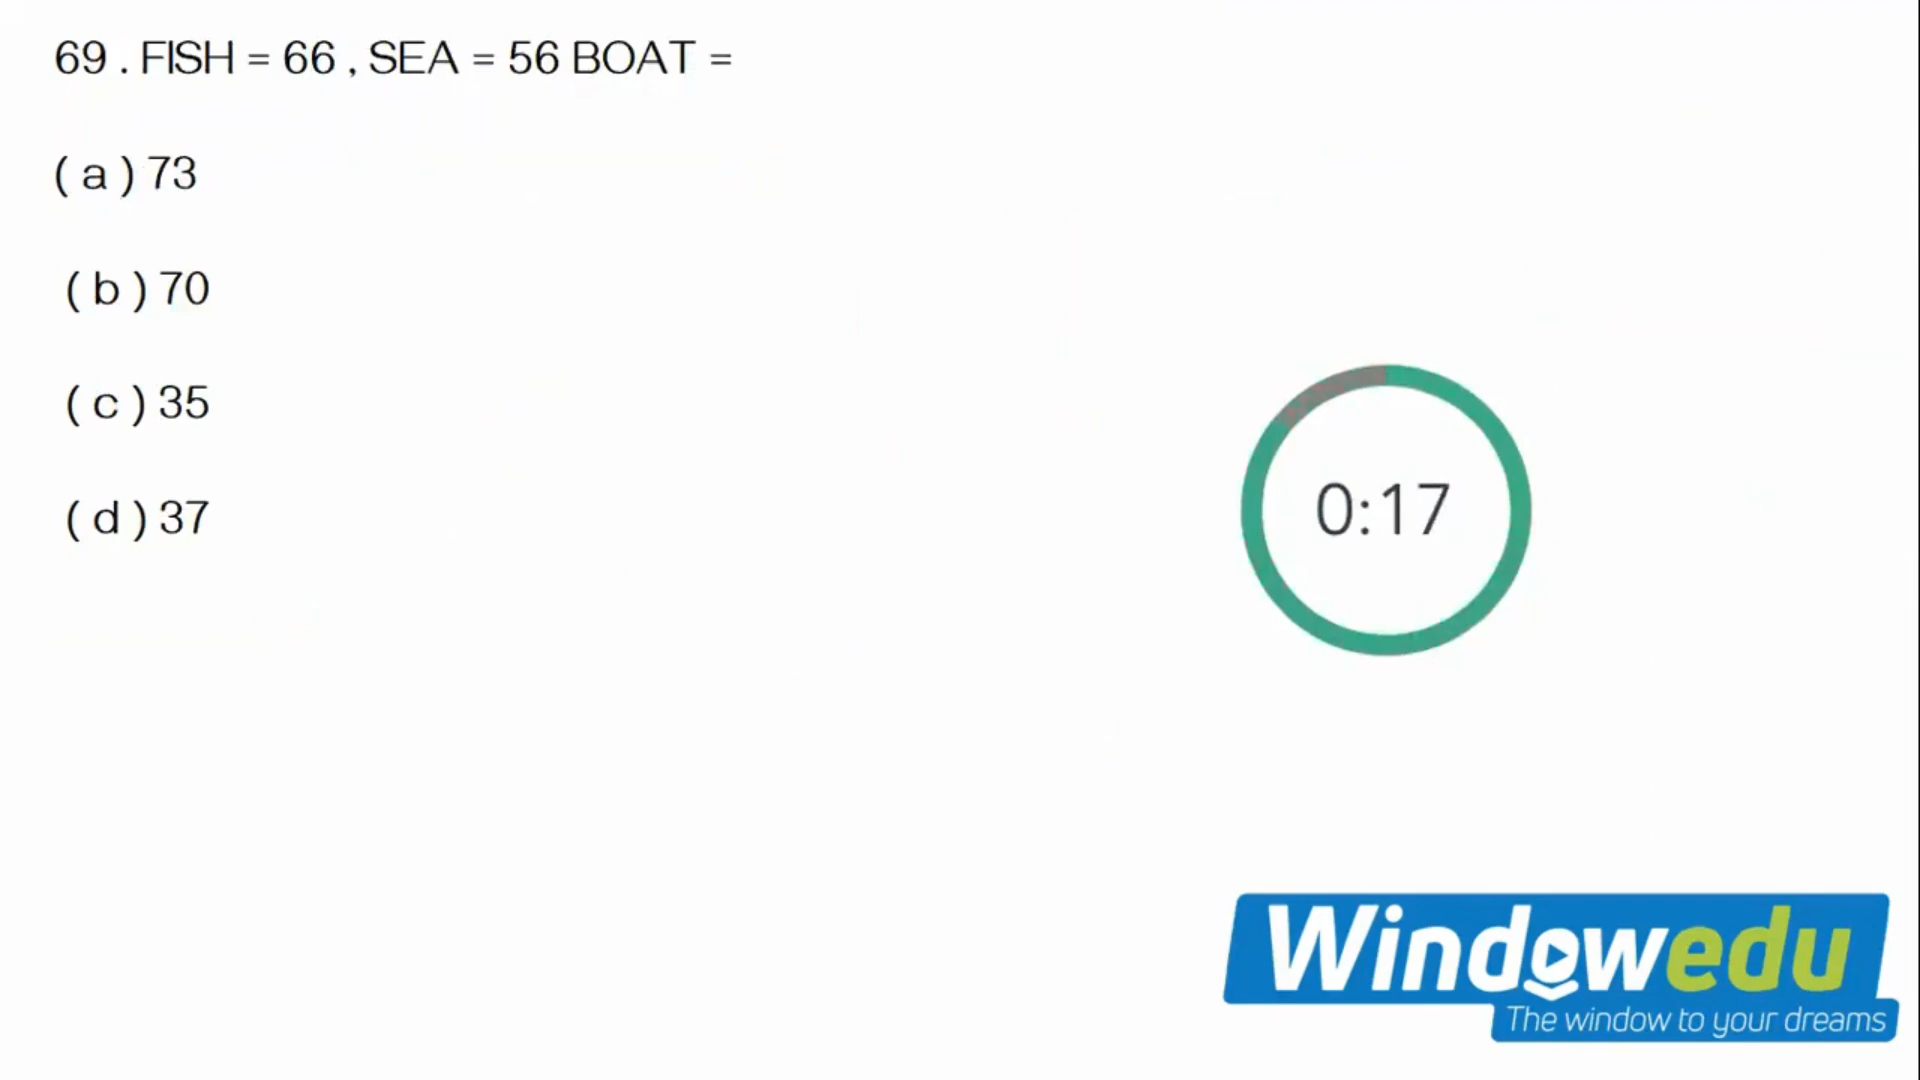 69 . FISH = 66 , SEA = 56 BOAT =
( a ) 73
( b ) 70
( c ) 35
( d ) 37
0:17
Windowedu
The window to your dreams